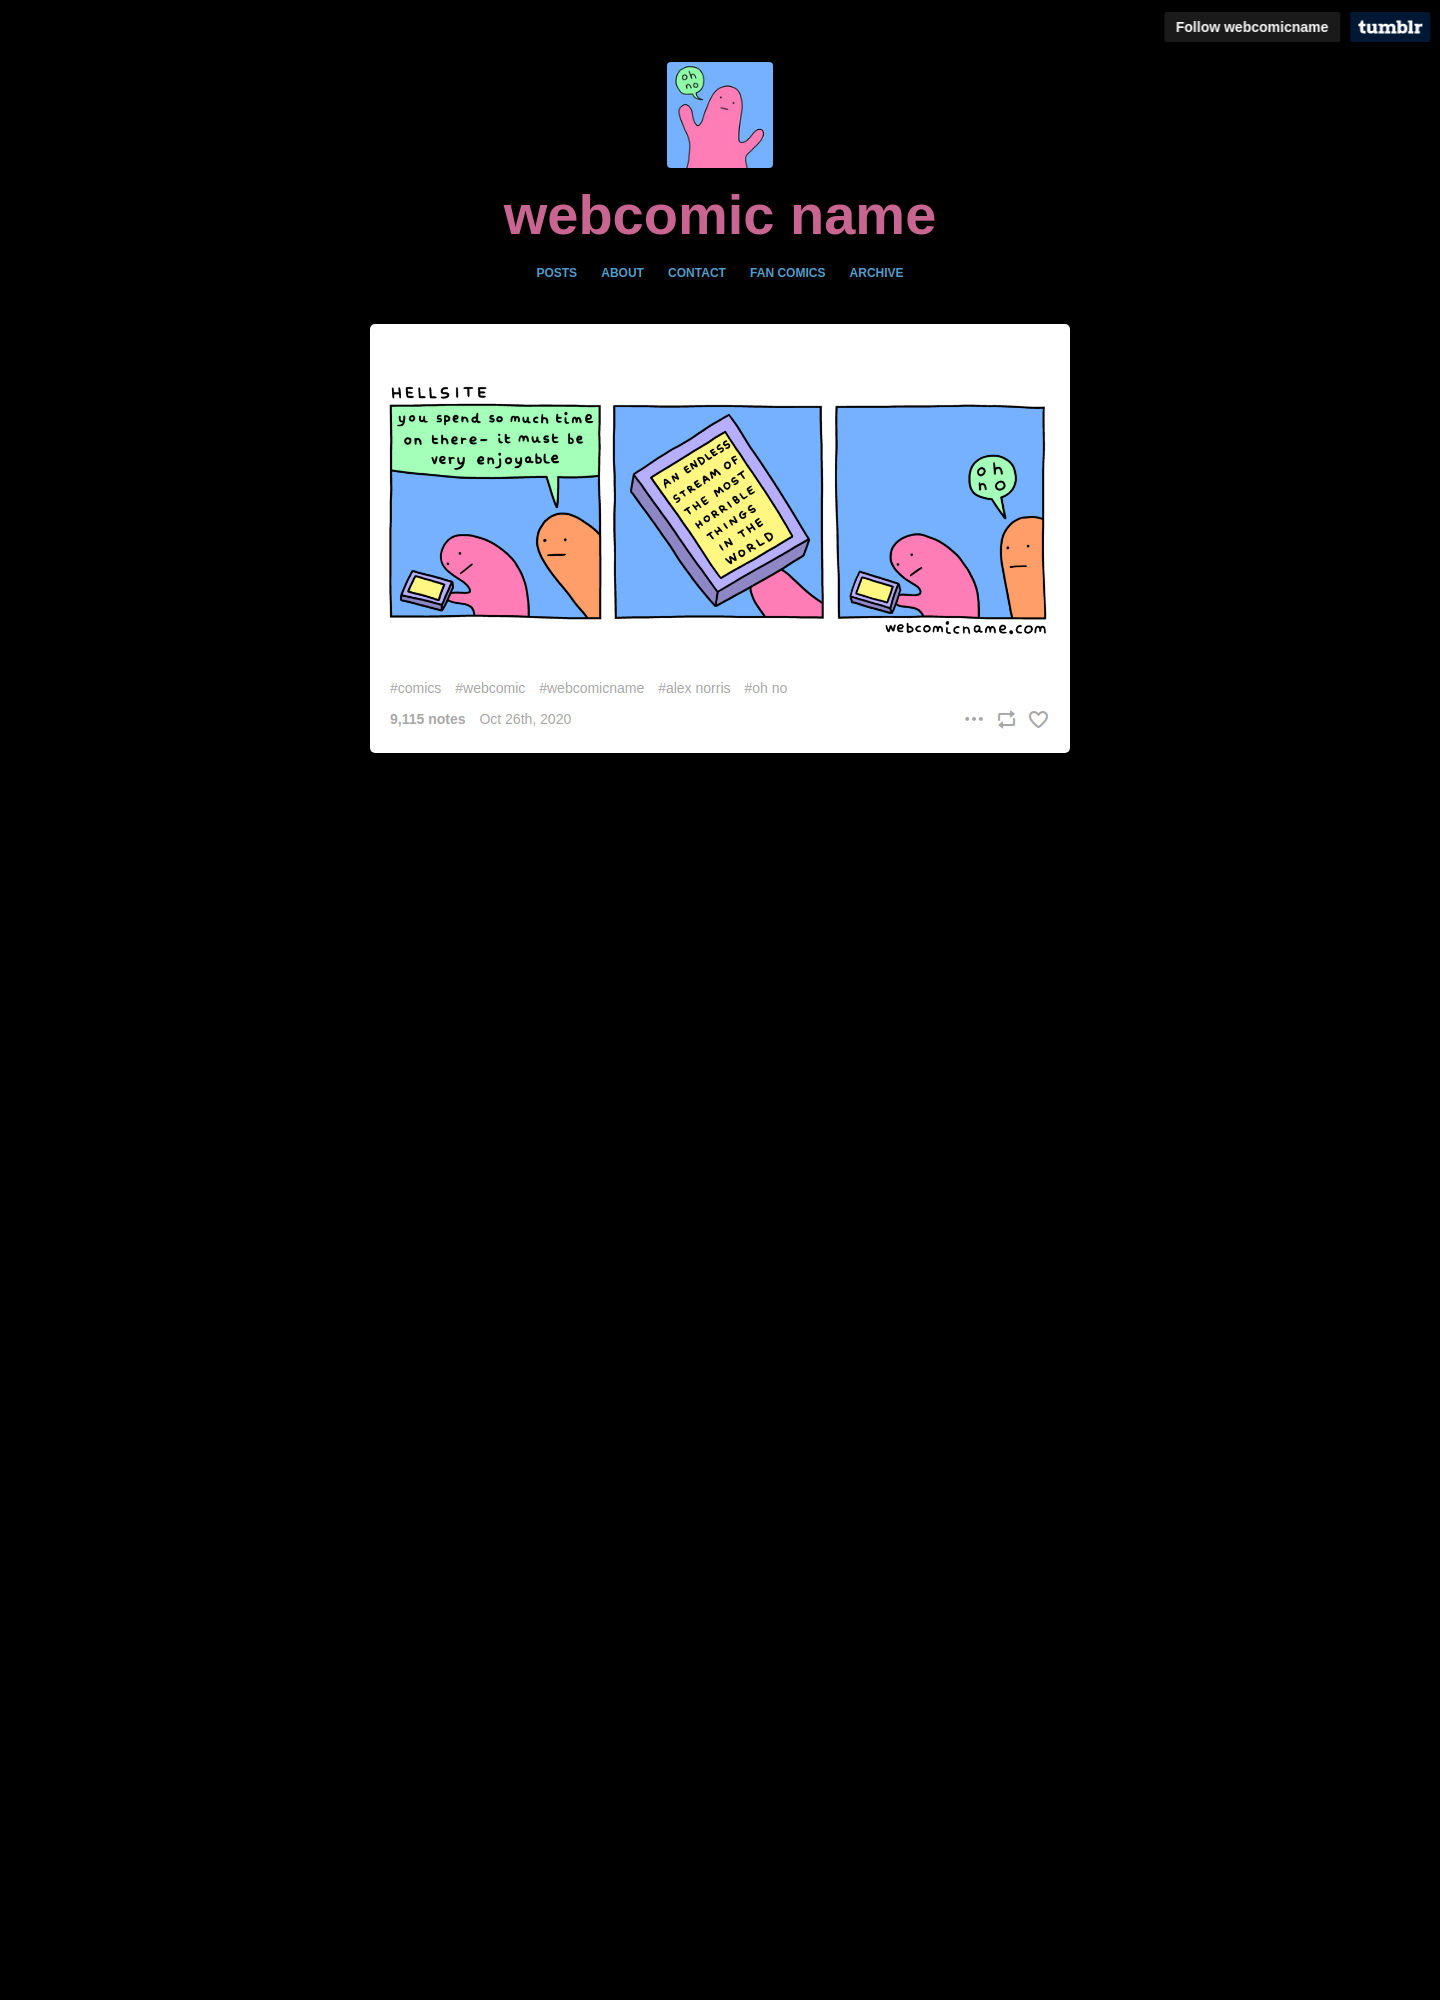 Follow webcomicname
tumblr
oh
no
webcomic name
POSTS ABOUT CONTACT FAN COMICS ARCHIVE
HELLSITE
you spend so much time
on there- it must be
very enjoyable
AN ENDLESS
STREAM OF
THE MOST
HORRIBLE
THINGS
IN THE
WORLD
oh
no
webcomicname.com
#comics #webcomic #webcomicname #alex norris #oh no
9,115 notes Oct 26th, 2020